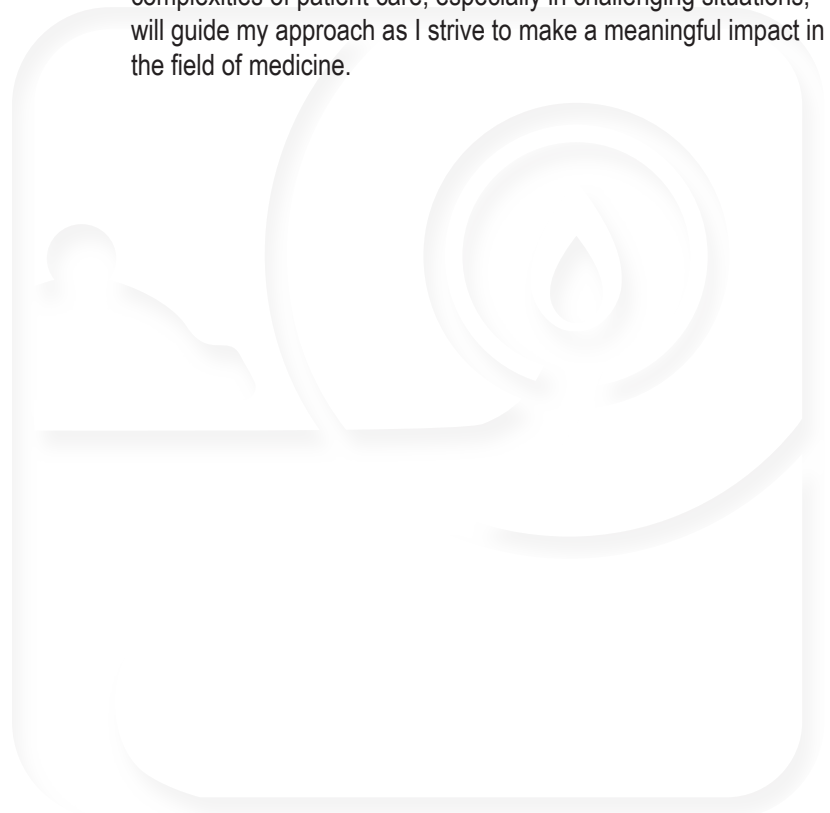 complexities of patient care, especially in challenging situations,
will guide my approach as I strive to make a meaningful impact in
the field of medicine.